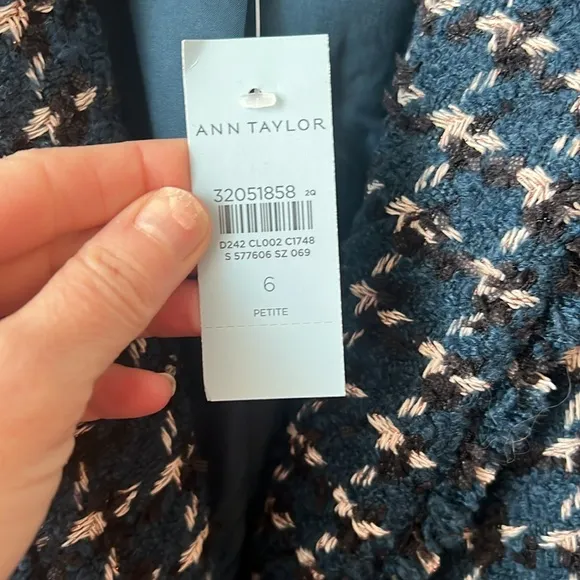 ANN TAYLOR
32051858 2Q
D242 CL002 C1748
S 577606 SZ 069
6
PETITE